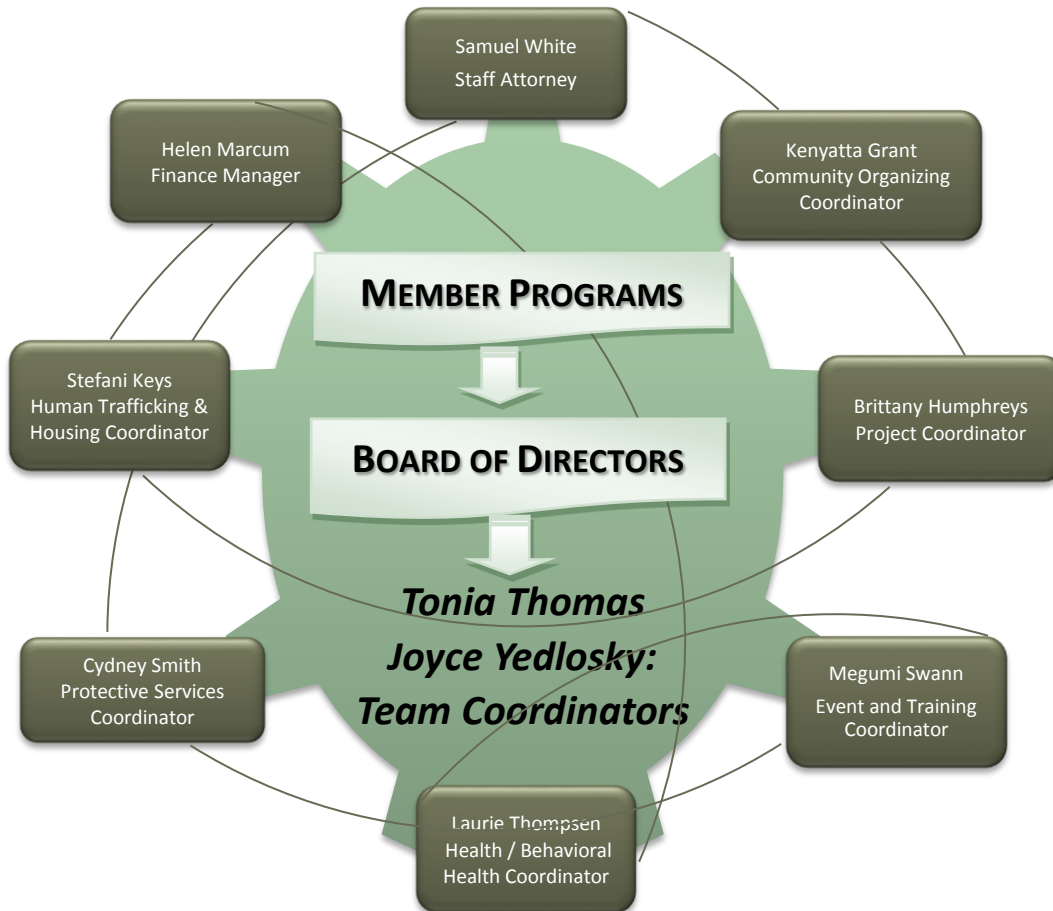 Samuel White
Staff Attorney
Helen Marcum
Finance Manager
Kenyatta Grant
Community Organizing
Coordinator
MEMBER PROGRAMS
Stefani Keys
Human Trafficking &
Housing Coordinator
Brittany Humphreys
Project Coordinator
BOARD OF DIRECTORS
Tonia Thomas
Joyce Yedlosky:
Team Coordinators
Cydney Smith
Protective Services
Coordinator
Megumi Swann
Event and Training
Coordinator
Laurie Thompsen
Health / Behavioral
Health Coordinator